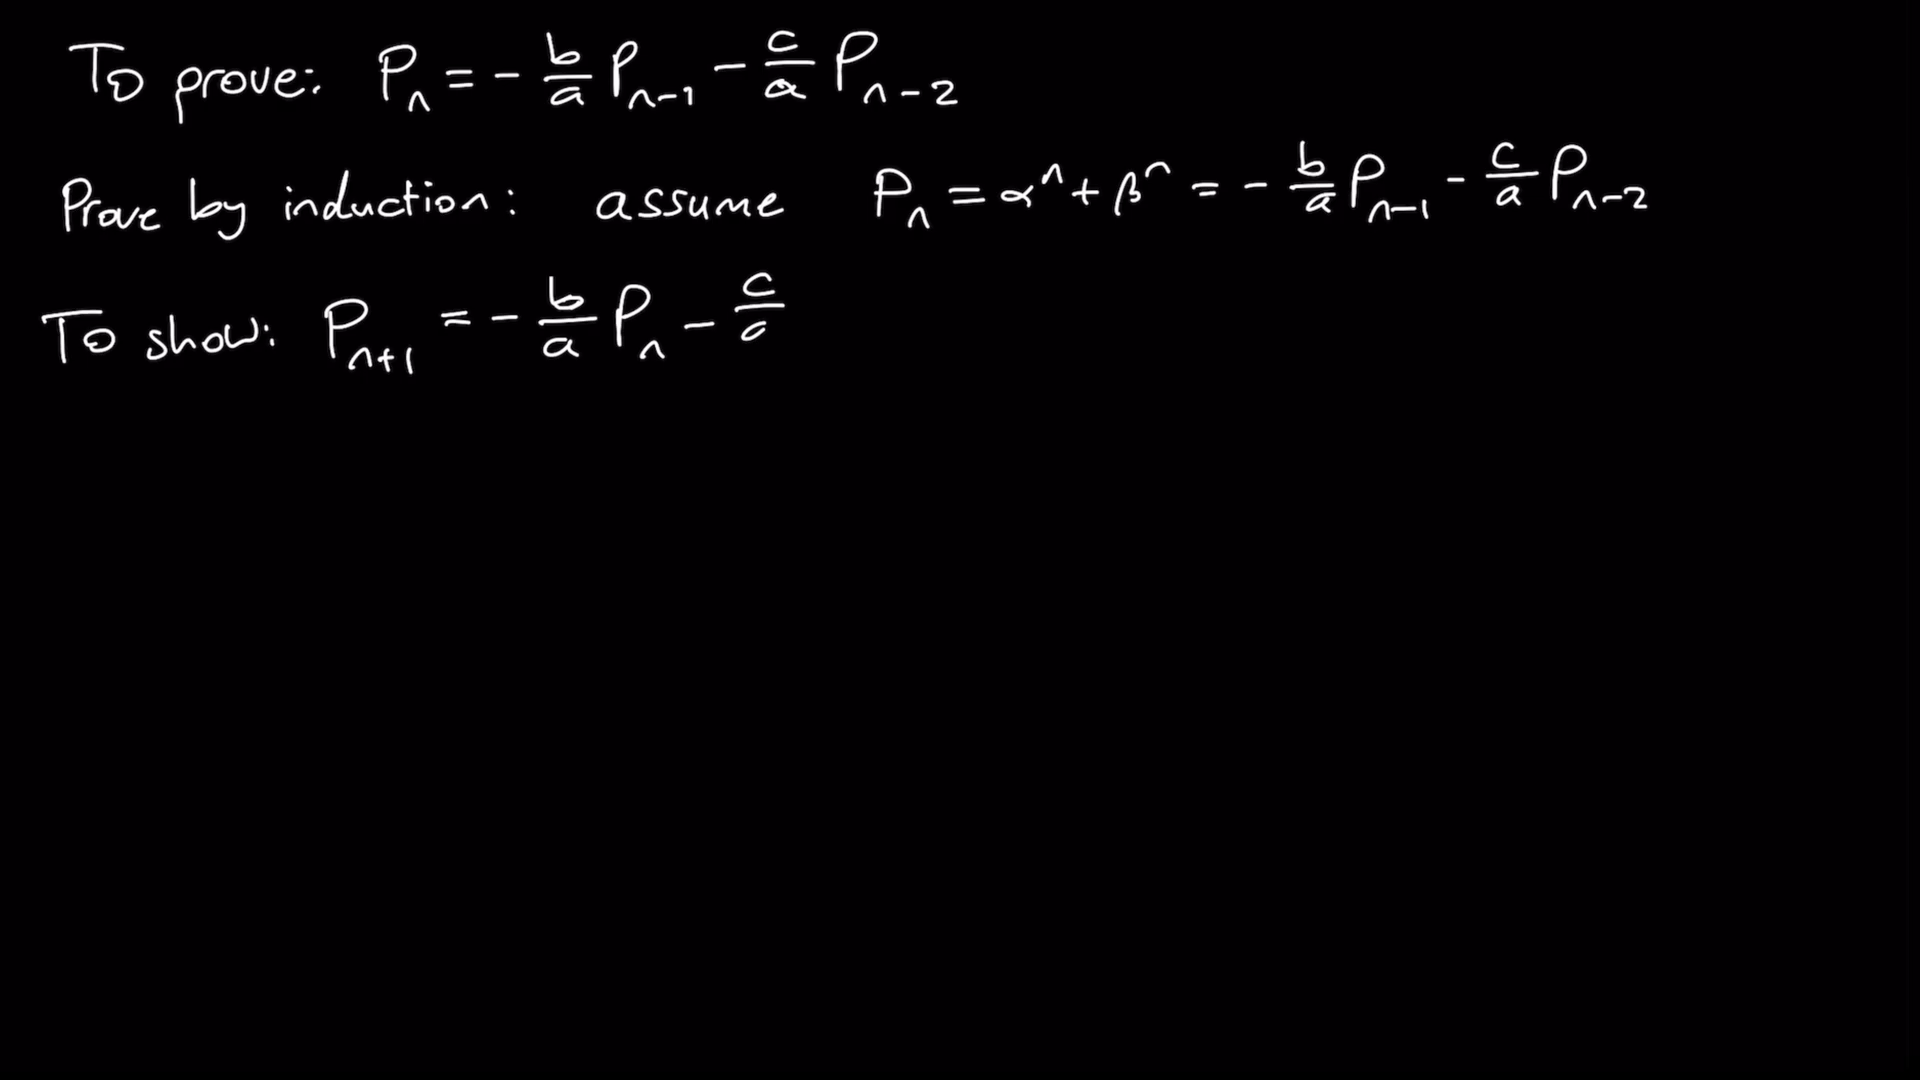 To prove: Pₙ = - b/a Pₙ₋₁ - c/a Pₙ₋₂
Prove by induction: assume Pₙ = αⁿ + βⁿ = - b/a Pₙ₋₁ - c/a Pₙ₋₂
To show: Pₙ₊₁ = - b/a Pₙ - c/